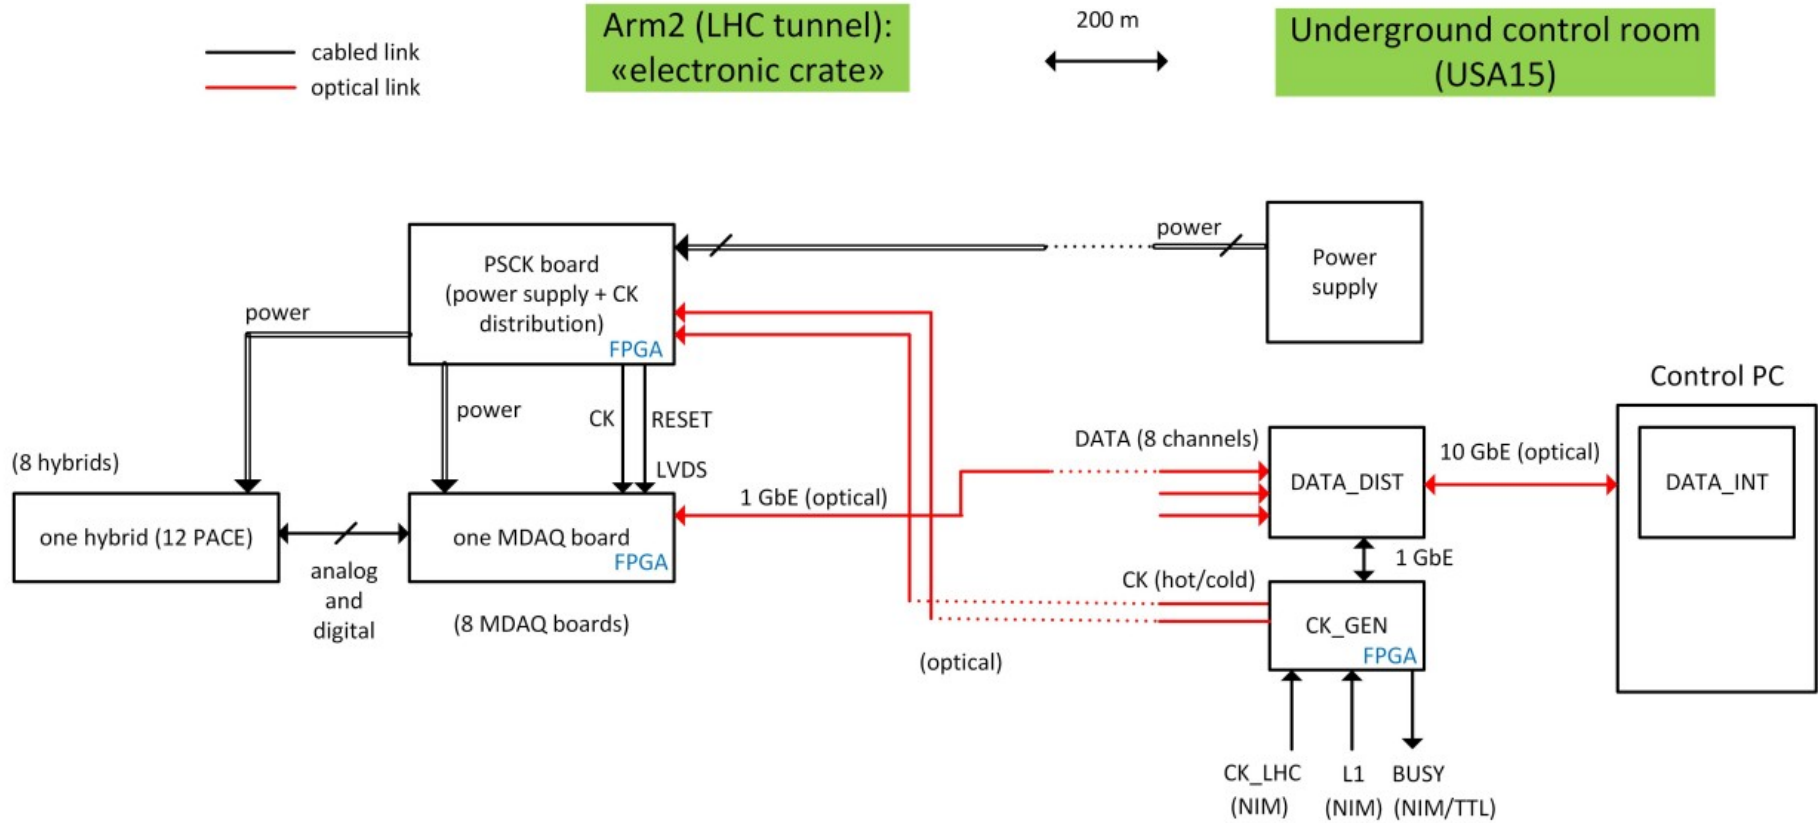 Arm2 (LHC tunnel):
«electronic crate»
200 m
Underground control room
(USA15)
cabled link
optical link
PSCK board
(power supply + CK
distribution)
FPGA
power
Power
supply
power
power
CK
RESET
LVDS
(8 hybrids)
one hybrid (12 PACE)
analog
and
digital
one MDAQ board
FPGA
(8 MDAQ boards)
1 GbE (optical)
DATA (8 channels)
DATA_DIST
10 GbE (optical)
Control PC
DATA_INT
1 GbE
CK (hot/cold)
CK_GEN
FPGA
(optical)
CK_LHC
(NIM)
L1
(NIM)
BUSY
(NIM/TTL)